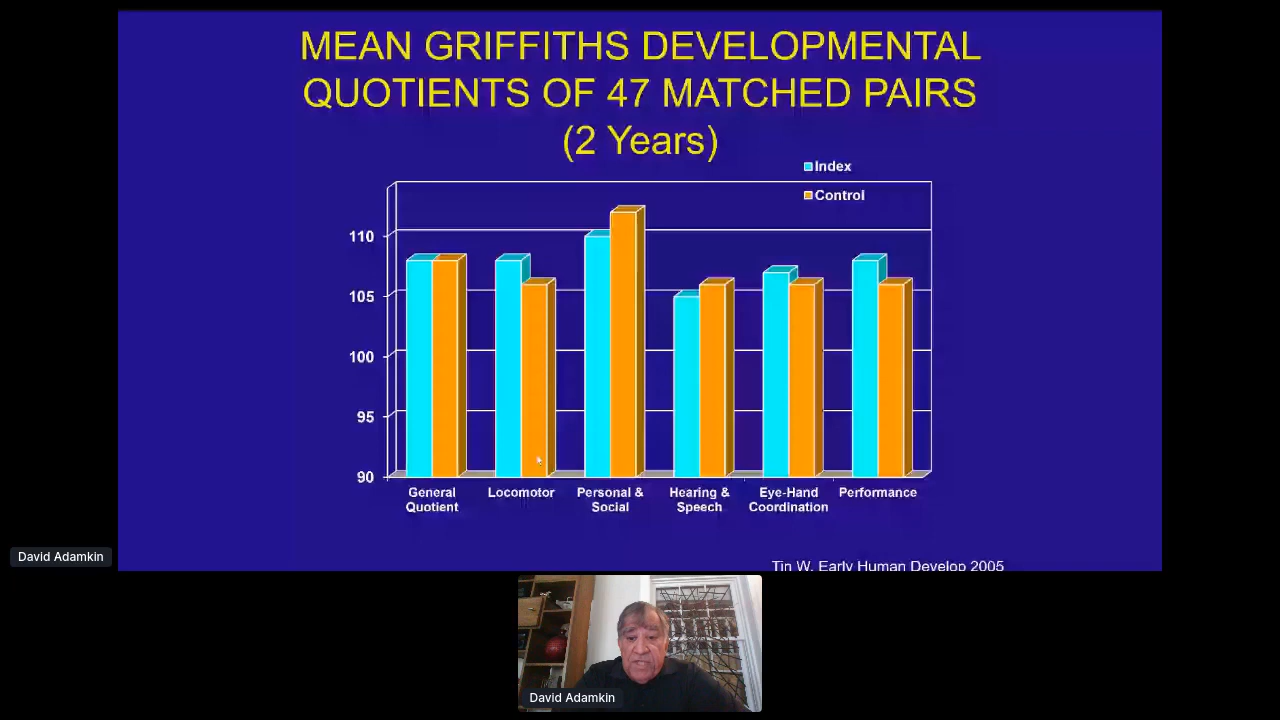 MEAN GRIFFITHS DEVELOPMENTAL
QUOTIENTS OF 47 MATCHED PAIRS
(2 Years)
Index
Control
110
105
100
95
90
General
Quotient
Locomotor
Personal &
Social
Hearing &
Speech
Eye-Hand
Coordination
Performance
Tin W. Early Human Develop 2005
David Adamkin
David Adamkin